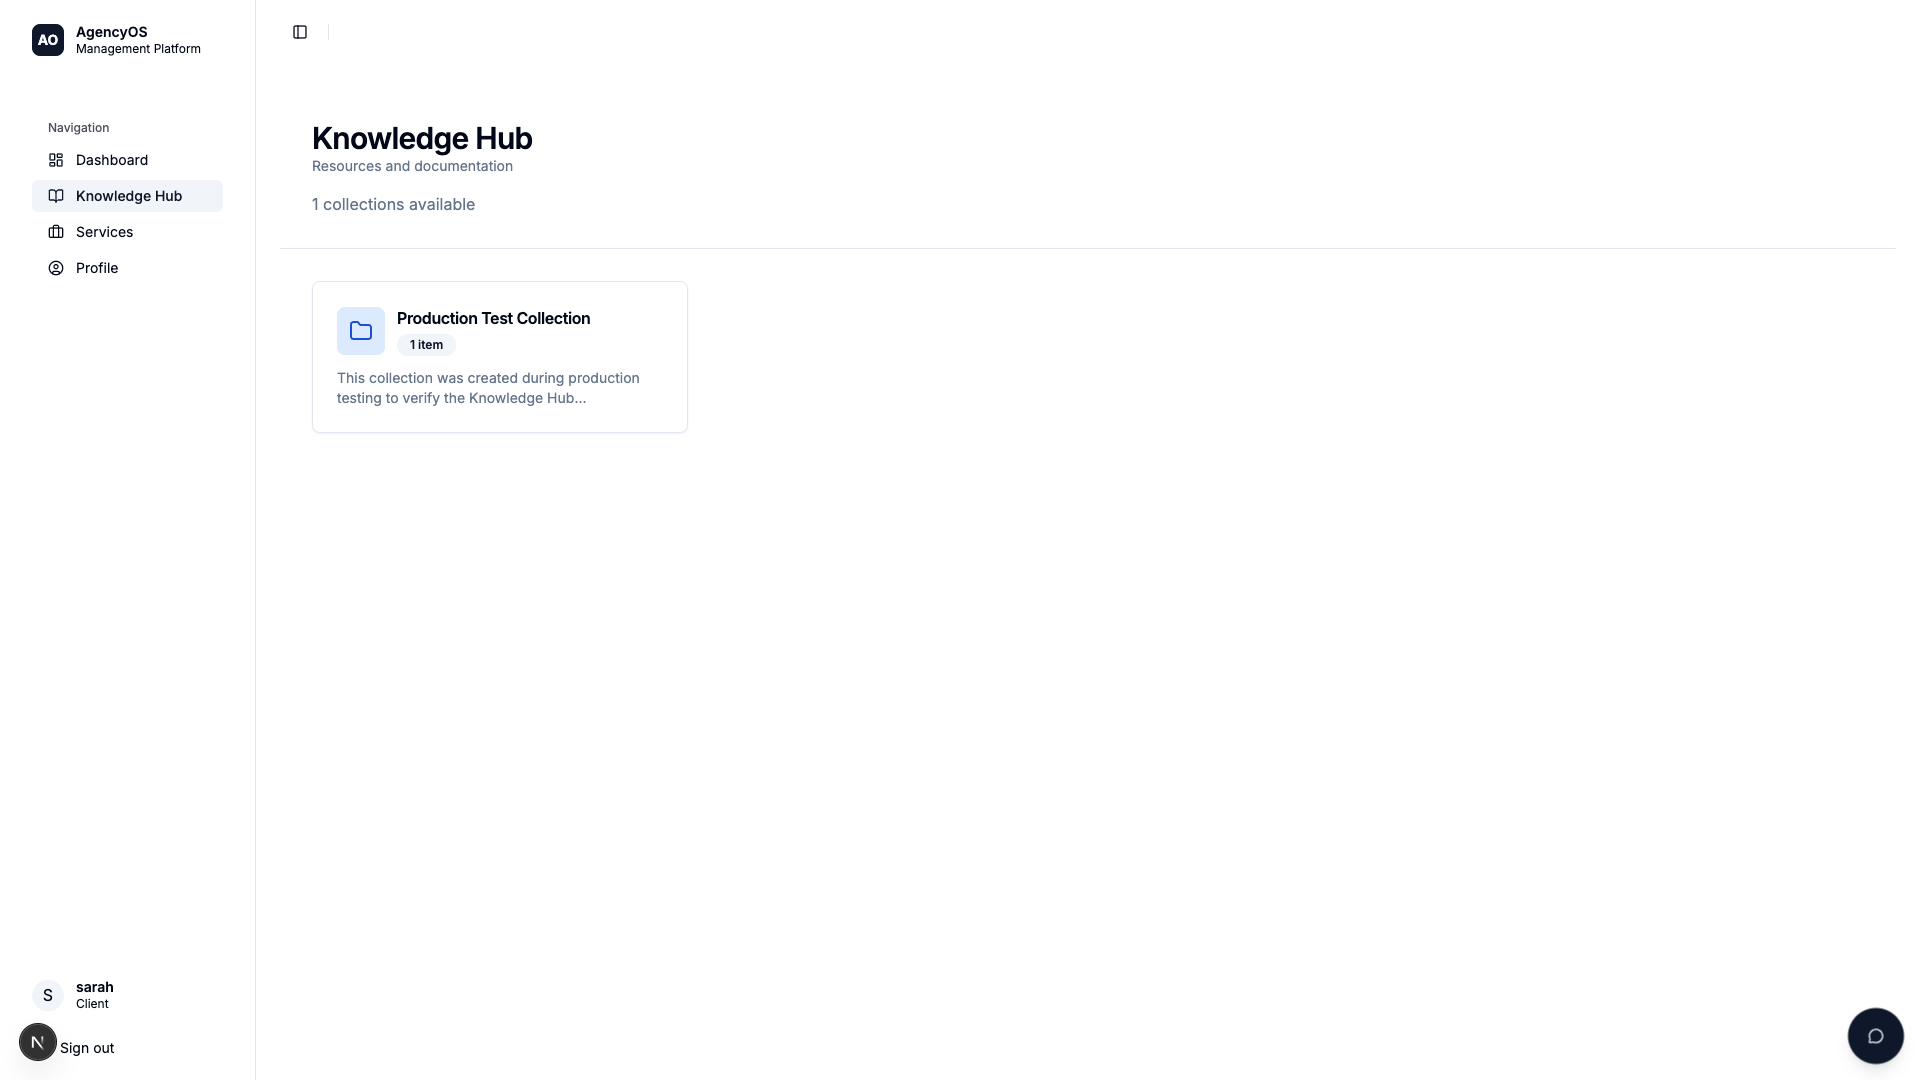 AO
AgencyOS
Management Platform
Navigation
Dashboard
Knowledge Hub
Services
Profile
Knowledge Hub
Resources and documentation
1 collections available
Production Test Collection
1 item
This collection was created during production
testing to verify the Knowledge Hub...
S
sarah
Client
N
Sign out